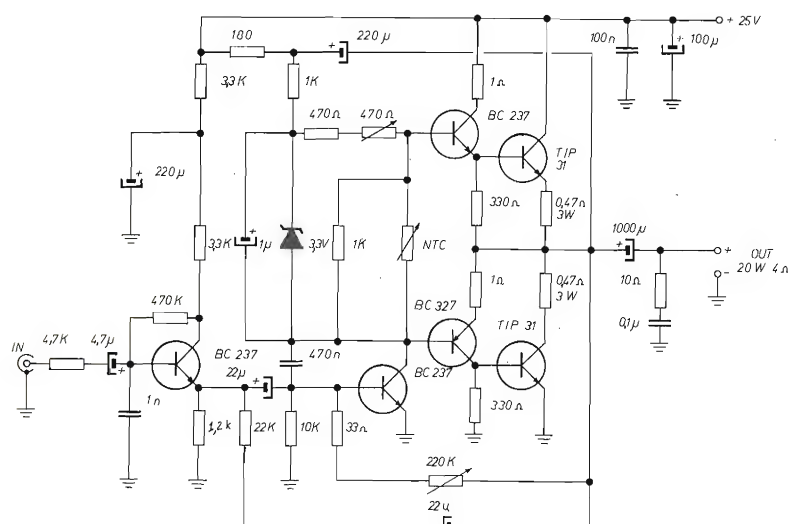 + 25V
180
220µ
+
100n
+
100µ
3,3K
1K
1Ω
470Ω
470Ω
BC 237
TIP
31
+
220µ
330Ω
0,47Ω
3W
1000µ
+
3,3K
+
1µ
3,3V
1K
NTC
+
OUT
20W 4Ω
-
1Ω
0,47Ω
3W
10Ω
470K
BC 327
TIP 31
0,1µ
IN
4,7K
4,7µ
+
BC 237
22µ
+
470n
BC 237
1n
1,2k
22K
10K
33Ω
330Ω
220K
22µ